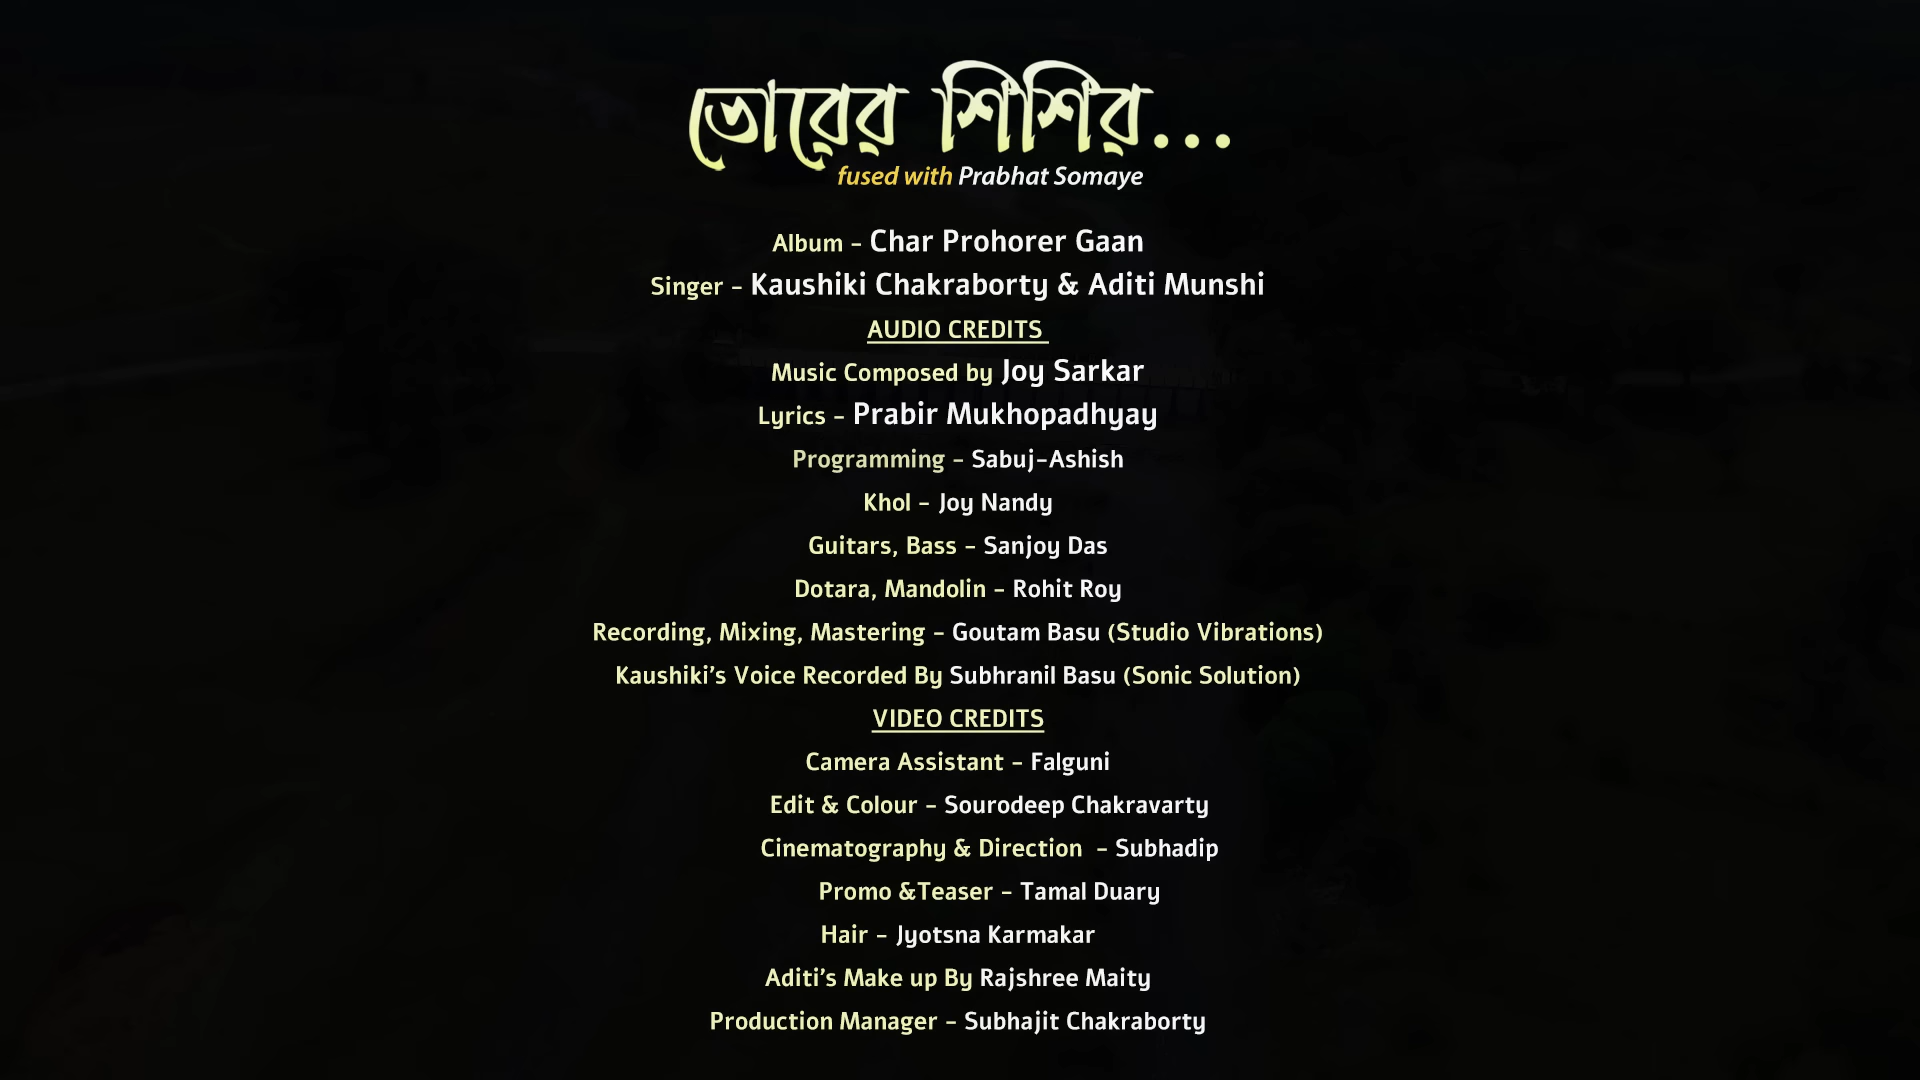 ভোরের শিশির...
fused with Prabhat Somaye
Album - Char Prohorer Gaan
Singer - Kaushiki Chakraborty & Aditi Munshi
AUDIO CREDITS
Music Composed by Joy Sarkar
Lyrics - Prabir Mukhopadhyay
Programming - Sabuj-Ashish
Khol - Joy Nandy
Guitars, Bass - Sanjoy Das
Dotara, Mandolin - Rohit Roy
Recording, Mixing, Mastering - Goutam Basu (Studio Vibrations)
Kaushiki's Voice Recorded By Subhranil Basu (Sonic Solution)
VIDEO CREDITS
Camera Assistant - Falguni
Edit & Colour - Sourodeep Chakravarty
Cinematography & Direction  - Subhadip
Promo &Teaser - Tamal Duary
Hair - Jyotsna Karmakar
Aditi's Make up By Rajshree Maity
Production Manager - Subhajit Chakraborty